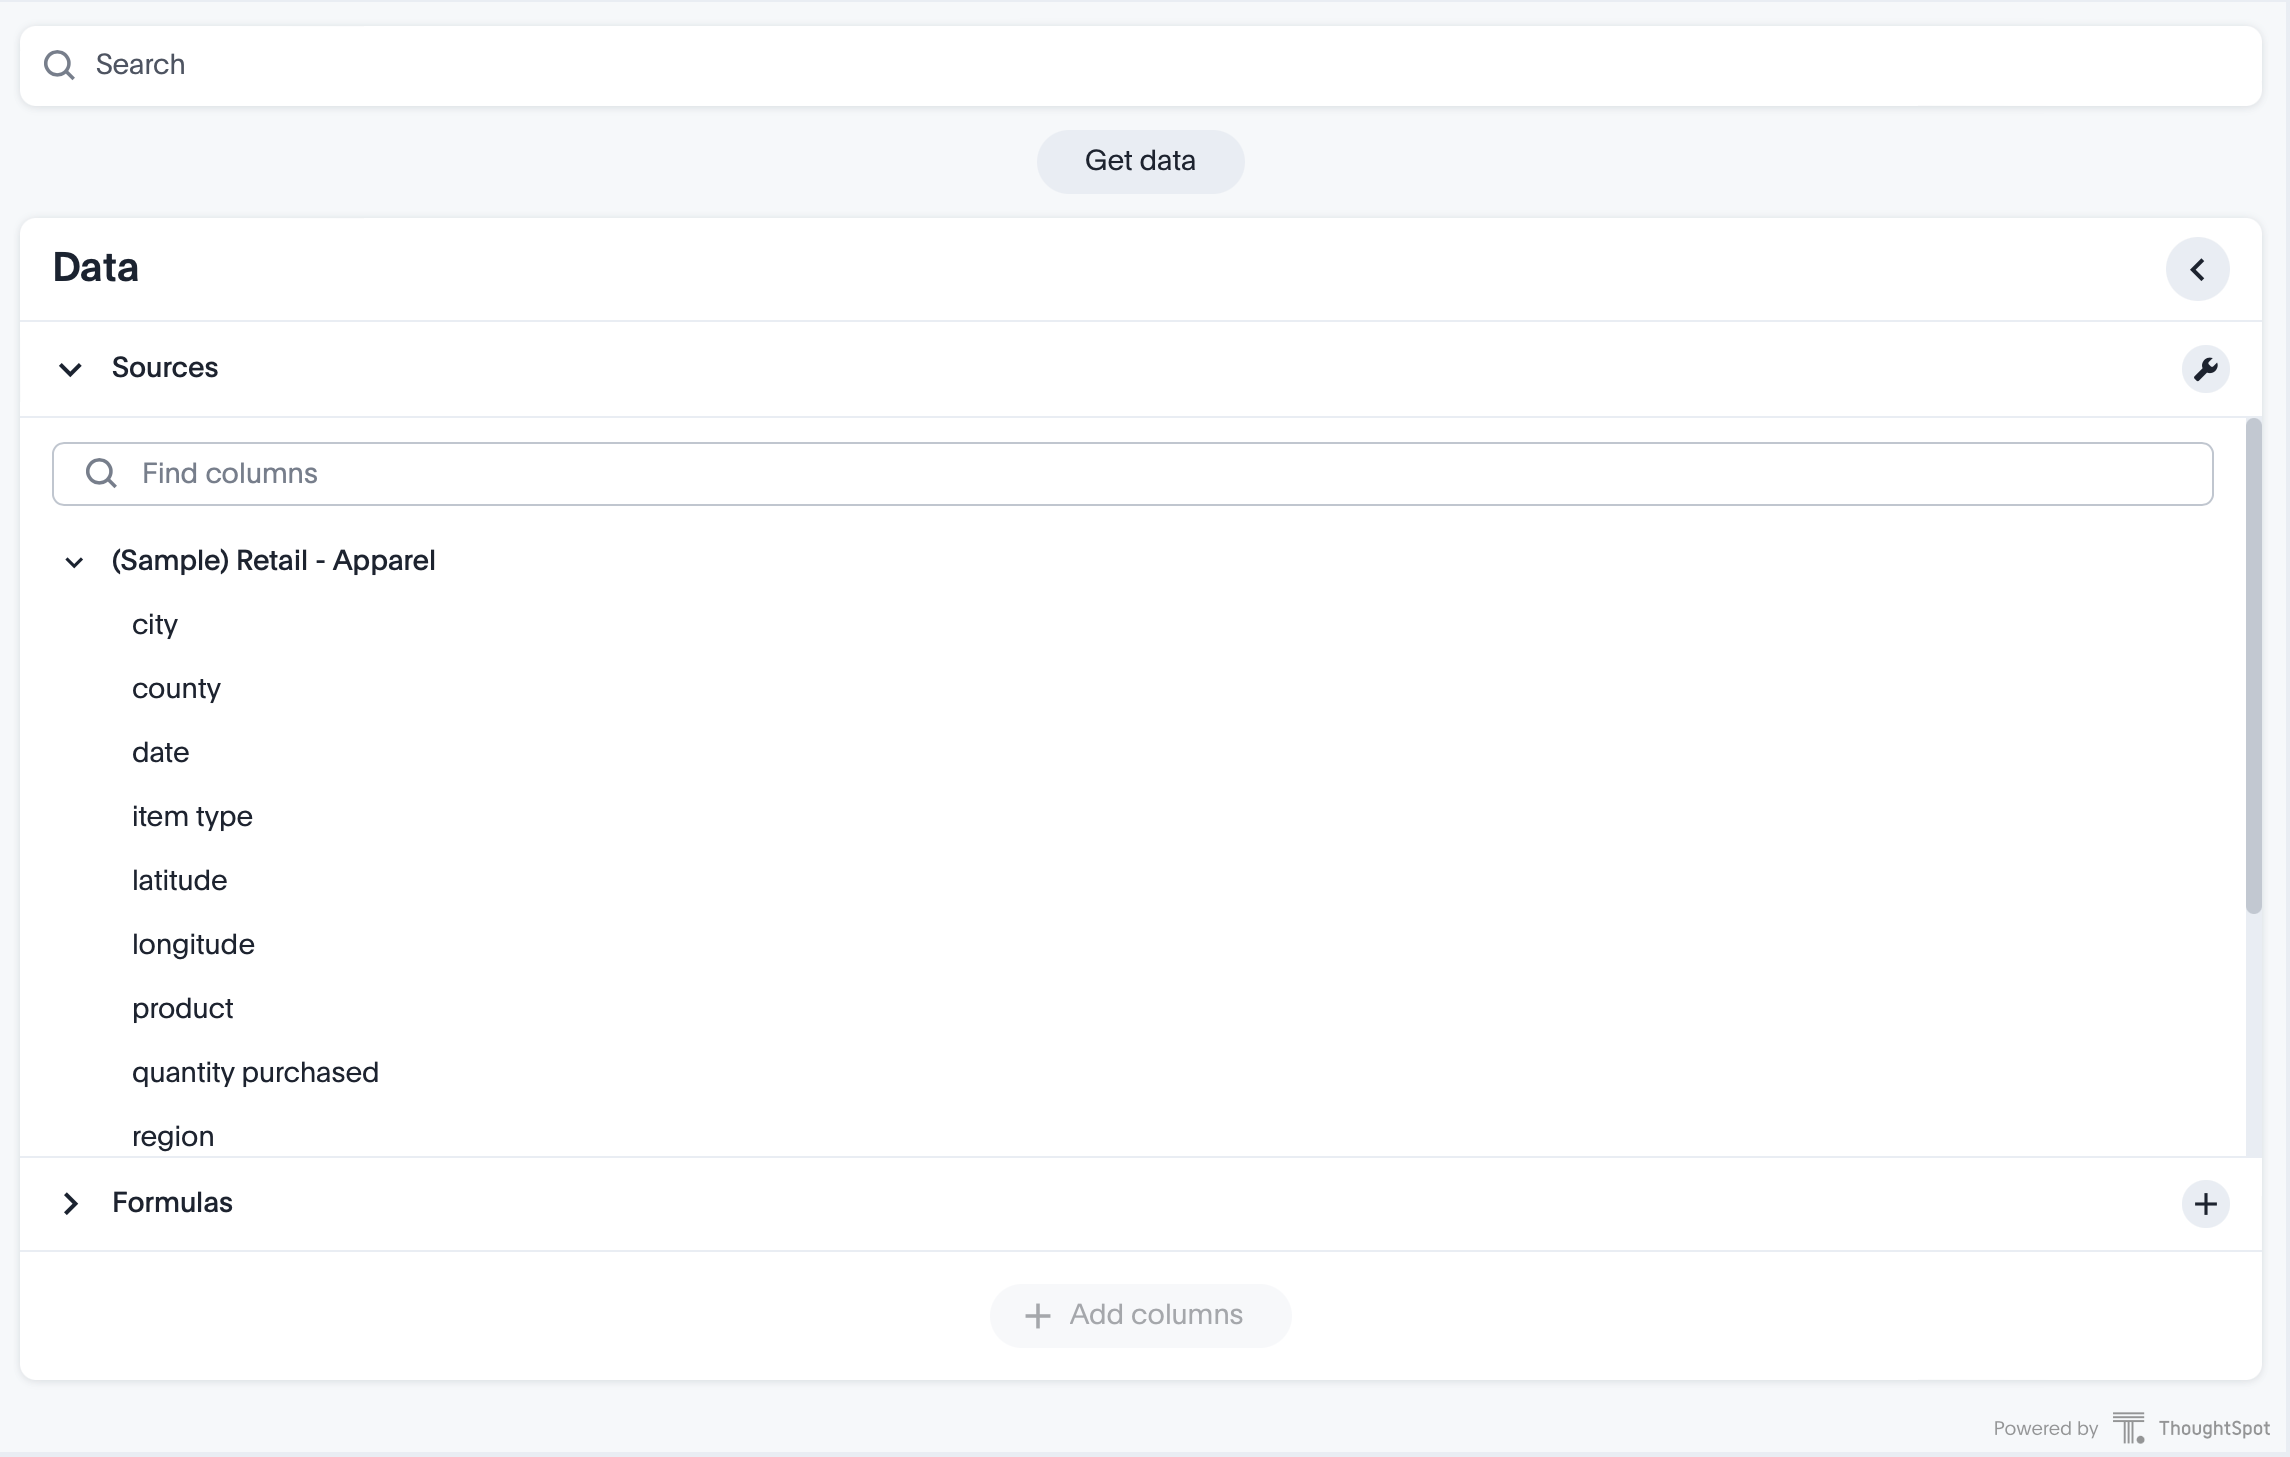 Search
Get data
Data
Sources
Find columns
(Sample) Retail - Apparel
city
county
date
item type
latitude
longitude
product
quantity purchased
region
Formulas
Add columns
Powered by ThoughtSpot